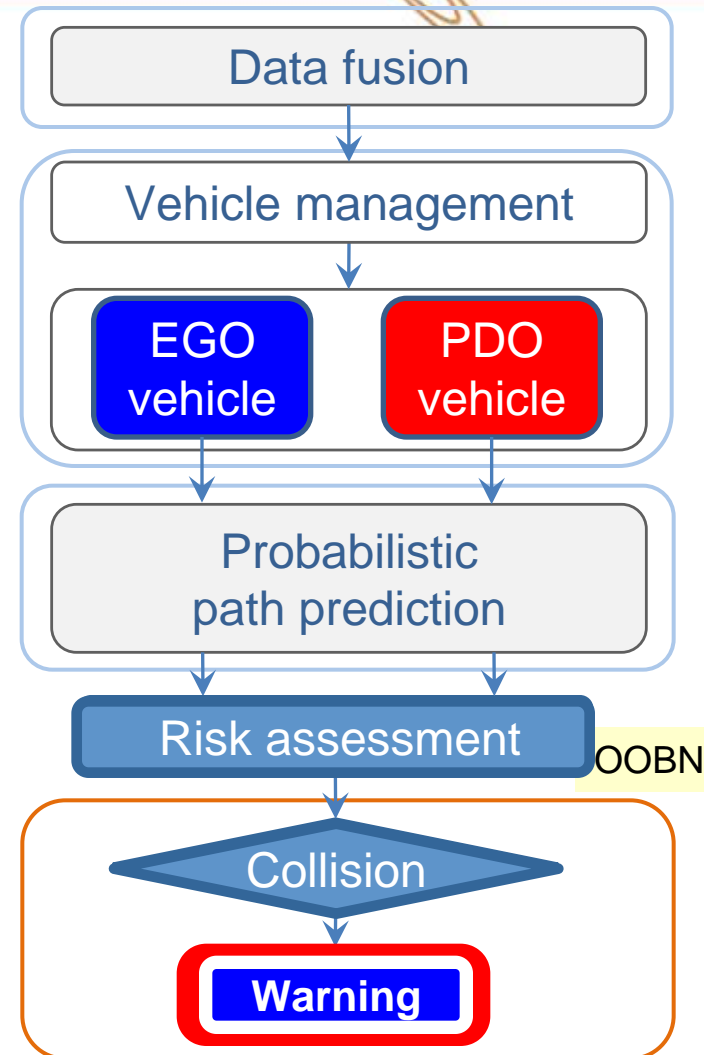 Data fusion
Vehicle management
EGO
vehicle
PDO
vehicle
Probabilistic
path prediction
Risk assessment
OOBN
Collision
Warning